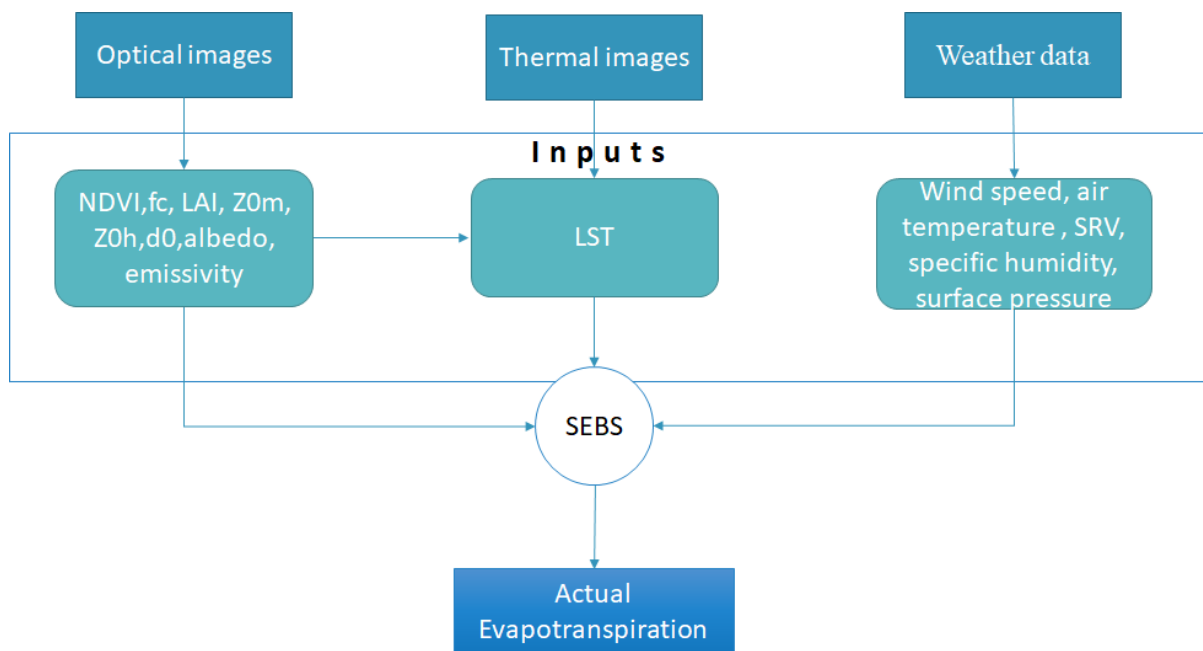 Optical images
Thermal images
Weather data
Inputs
NDVI,fc, LAI, Z0m,
Z0h,d0,albedo,
emissivity
LST
Wind speed, air
temperature , SRV,
specific humidity,
surface pressure
SEBS
Actual
Evapotranspiration